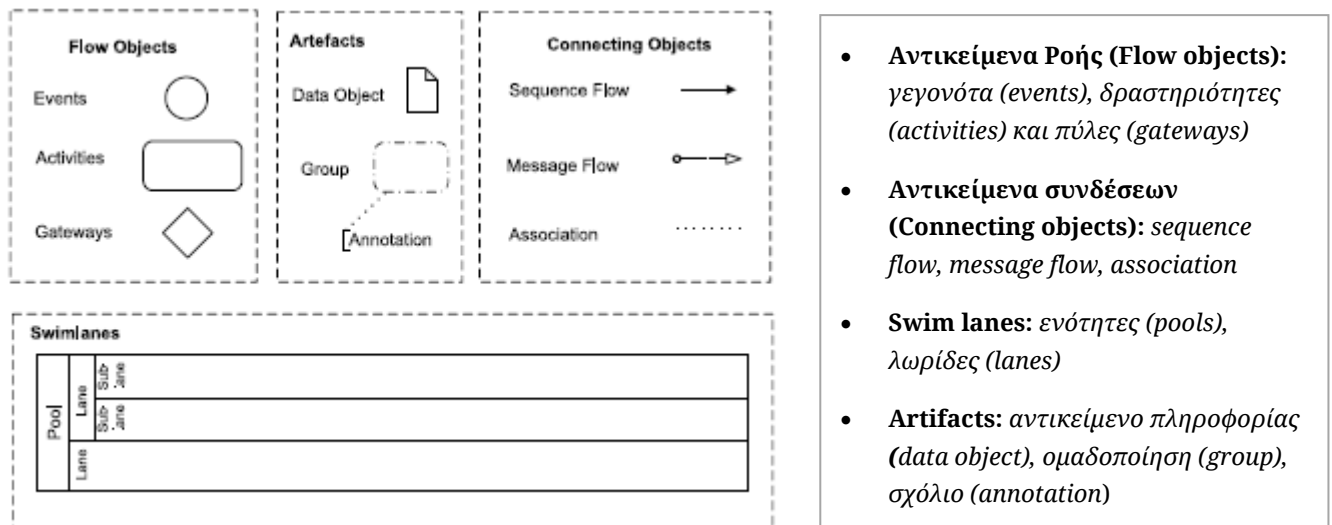 Flow Objects
Events
Activities
Gateways
Artefacts
Data Object
Group
Annotation
Connecting Objects
Sequence Flow
Message Flow
Association
Swimlanes
Pool
Lane
Sub-
Lane
Sub-
Lane
Lane
• Αντικείμενα Ροής (Flow objects):
γεγονότα (events), δραστηριότητες
(activities) και πύλες (gateways)
• Αντικείμενα συνδέσεων
(Connecting objects): sequence
flow, message flow, association
• Swim lanes: ενότητες (pools),
λωρίδες (lanes)
• Artifacts: αντικείμενο πληροφορίας
(data object), ομαδοποίηση (group),
σχόλιο (annotation)